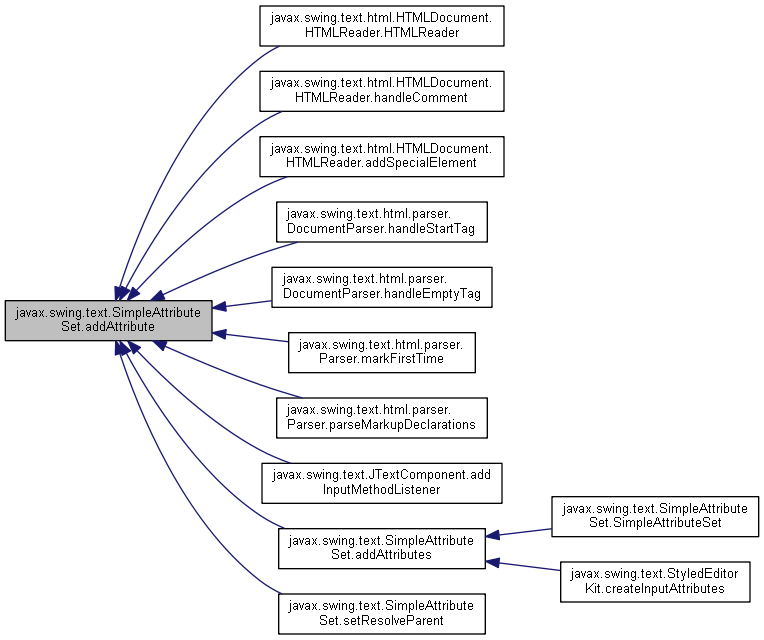 javax.swing.text.html.HTMLDocument.
HTMLReader.HTMLReader
javax.swing.text.html.HTMLDocument.
HTMLReader.handleComment
javax.swing.text.html.HTMLDocument.
HTMLReader.addSpecialElement
javax.swing.text.html.parser.
DocumentParser.handleStartTag
javax.swing.text.html.parser.
DocumentParser.handleEmptyTag
javax.swing.text.SimpleAttribute
Set.addAttribute
javax.swing.text.html.parser.
Parser.markFirstTime
javax.swing.text.html.parser.
Parser.parseMarkupDeclarations
javax.swing.text.JTextComponent.add
InputMethodListener
javax.swing.text.SimpleAttribute
Set.SimpleAttributeSet
javax.swing.text.SimpleAttribute
Set.addAttributes
javax.swing.text.StyledEditor
Kit.createInputAttributes
javax.swing.text.SimpleAttribute
Set.setResolveParent